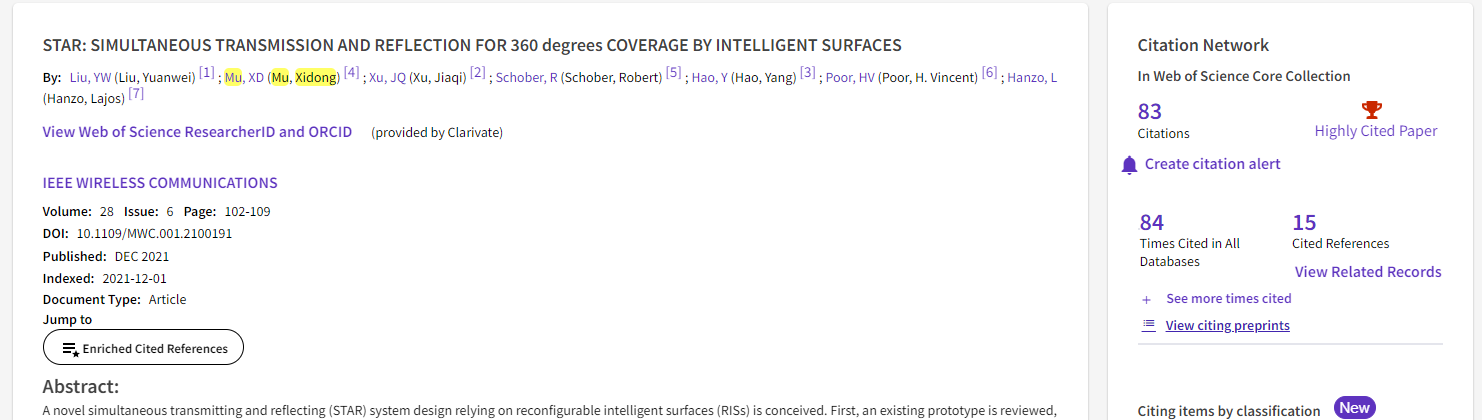 STAR: SIMULTANEOUS TRANSMISSION AND REFLECTION FOR 360 degrees COVERAGE BY INTELLIGENT SURFACES
By: Liu, YW (Liu, Yuanwei) [1] ; Mu, XD (Mu, Xidong) [4] ; Xu, JQ (Xu, Jiaqi) [2] ; Schober, R (Schober, Robert) [5] ; Hao, Y (Hao, Yang) [3] ; Poor, HV (Poor, H. Vincent) [6] ; Hanzo, L
(Hanzo, Lajos) [7]
View Web of Science ResearcherID and ORCID (provided by Clarivate)
IEEE WIRELESS COMMUNICATIONS
Volume: 28 Issue: 6 Page: 102-109
DOI: 10.1109/MWC.001.2100191
Published: DEC 2021
Indexed: 2021-12-01
Document Type: Article
Jump to
Enriched Cited References
Abstract:
A novel simultaneous transmitting and reflecting (STAR) system design relying on reconfigurable intelligent surfaces (RISs) is conceived. First, an existing prototype is reviewed,
Citation Network
In Web of Science Core Collection
83
Citations
Highly Cited Paper
Create citation alert
84
Times Cited in All
Databases
15
Cited References
View Related Records
+ See more times cited
View citing preprints
Citing items by classification New